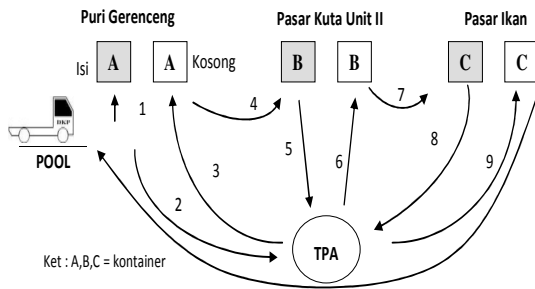 Puri Gerenceng Pasar Kuta Unit II Pasar Ikan
Isi A A Kosong B B C C
1 4 7
DKP
POOL
2 3 5 6 8 9
TPA
Ket : A,B,C = kontainer